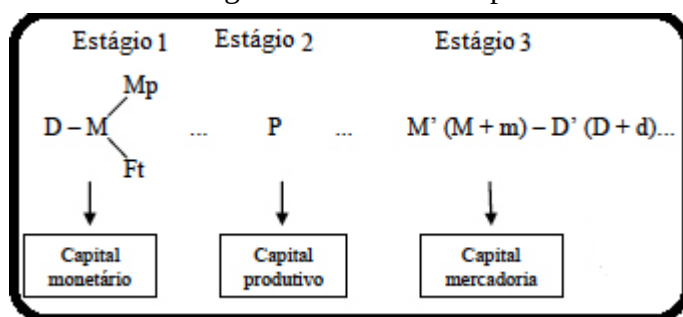 Estágio 1 Estágio 2 Estágio 3
Mp
D – M ... P ... M’ (M + m) – D’ (D + d)...
Ft
Capital monetário
Capital produtivo
Capital mercadoria